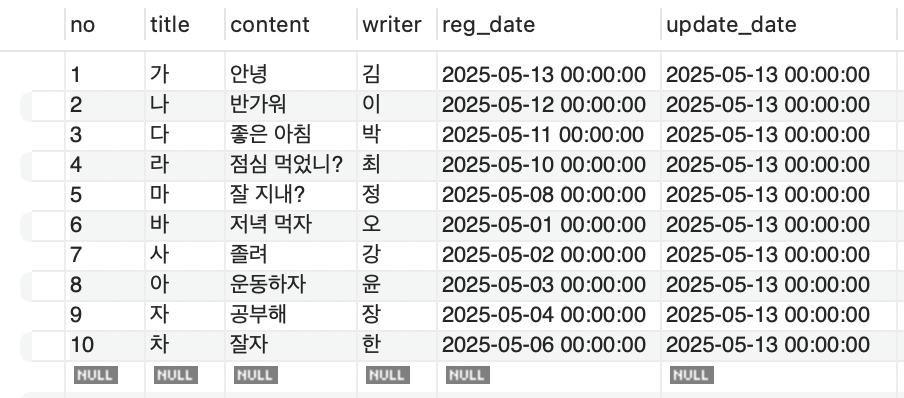 no title content writer reg_date update_date
1 가 안녕 김 2025-05-13 00:00:00 2025-05-13 00:00:00
2 나 반가워 이 2025-05-12 00:00:00 2025-05-13 00:00:00
3 다 좋은 아침 박 2025-05-11 00:00:00 2025-05-13 00:00:00
4 라 점심 먹었니? 최 2025-05-10 00:00:00 2025-05-13 00:00:00
5 마 잘 지내? 정 2025-05-08 00:00:00 2025-05-13 00:00:00
6 바 저녁 먹자 오 2025-05-01 00:00:00 2025-05-13 00:00:00
7 사 졸려 강 2025-05-02 00:00:00 2025-05-13 00:00:00
8 아 운동하자 윤 2025-05-03 00:00:00 2025-05-13 00:00:00
9 자 공부해 장 2025-05-04 00:00:00 2025-05-13 00:00:00
10 차 잘자 한 2025-05-06 00:00:00 2025-05-13 00:00:00
NULL NULL NULL NULL NULL NULL